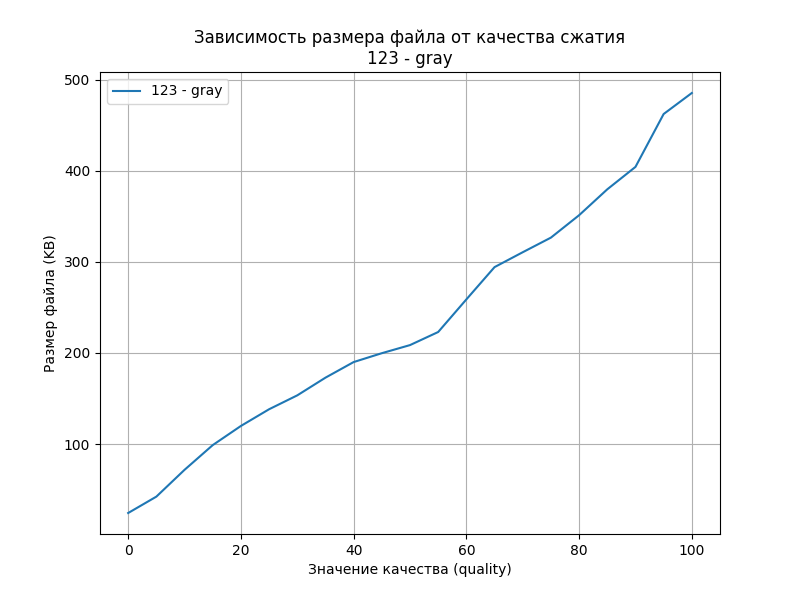 Зависимость размера файла от качества сжатия
123 - gray
123 - gray
500
400
300
200
100
Размер файла (KB)
0 20 40 60 80 100
Значение качества (quality)